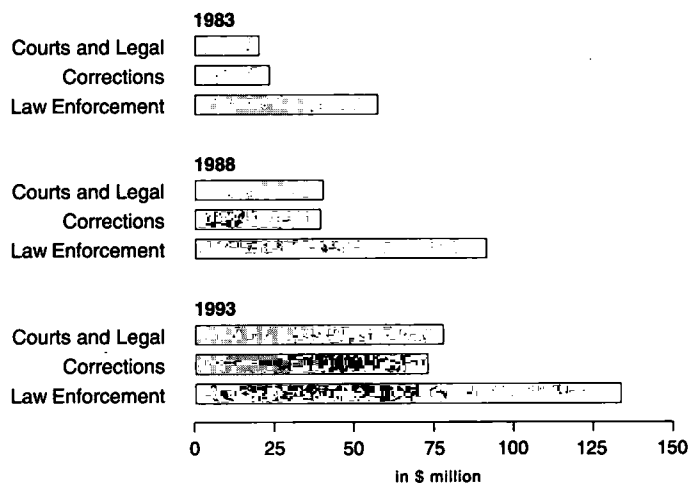 1983
Courts and Legal
Corrections
Law Enforcement
1988
Courts and Legal
Corrections
Law Enforcement
1993
Courts and Legal
Corrections
Law Enforcement
0 25 50 75 100 125 150
in $ million